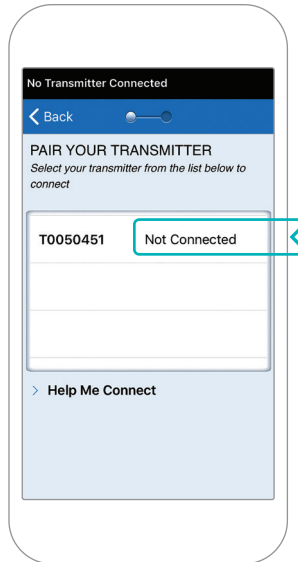 No Transmitter Connected
Back
PAIR YOUR TRANSMITTER
Select your transmitter from the list below to
connect
T0050451 Not Connected
Help Me Connect